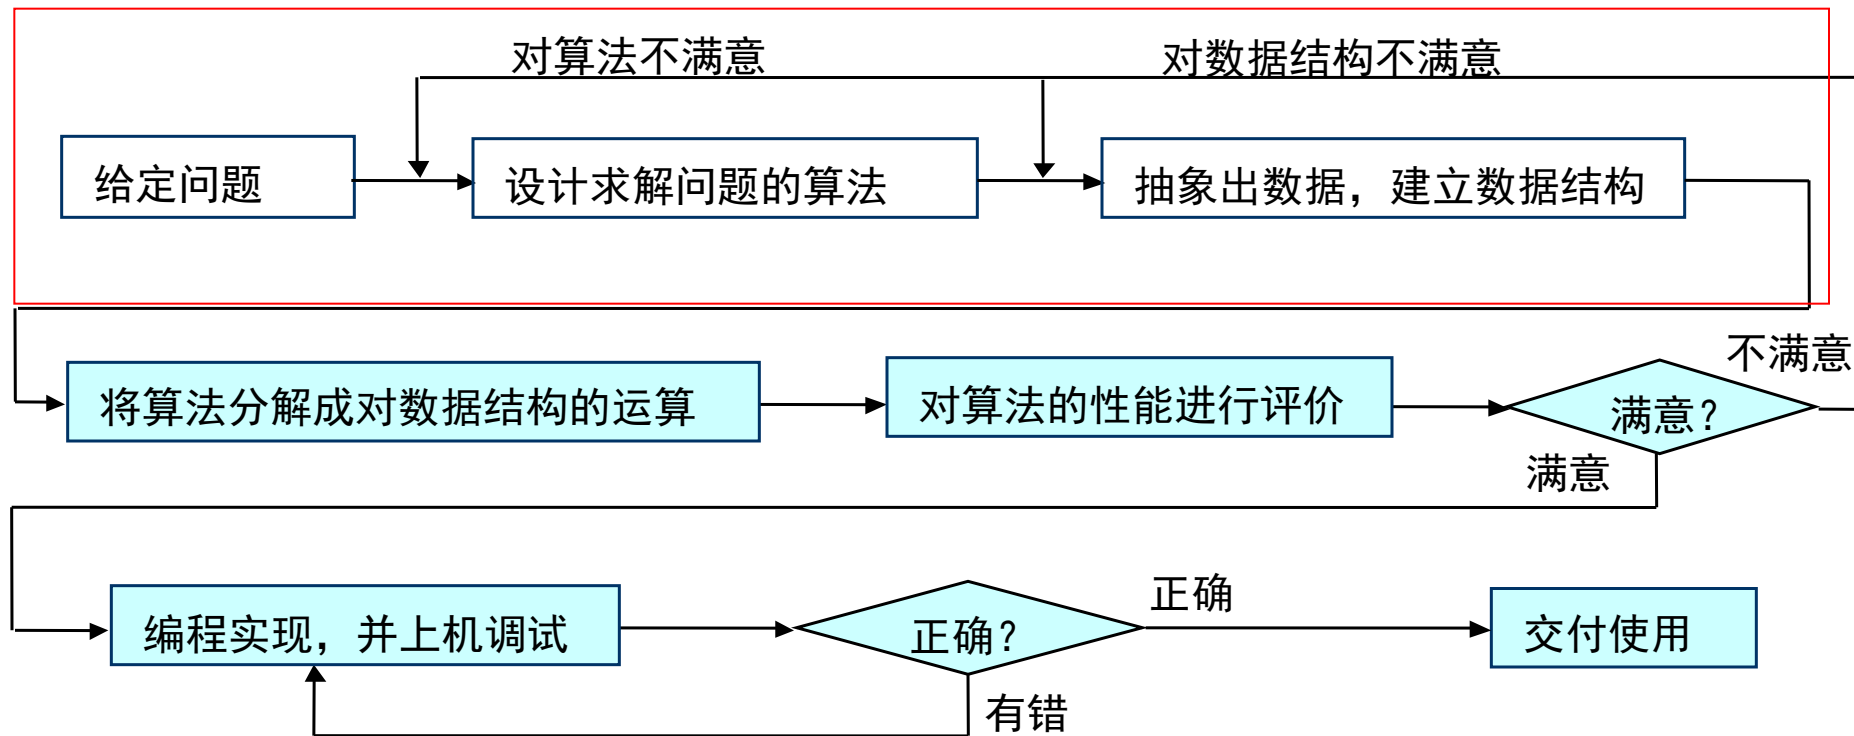 对算法不满意
对数据结构不满意
给定问题
设计求解问题的算法
抽象出数据，建立数据结构
不满意
将算法分解成对数据结构的运算
对算法的性能进行评价
满意？
满意
正确
编程实现，并上机调试
正确？
交付使用
有错